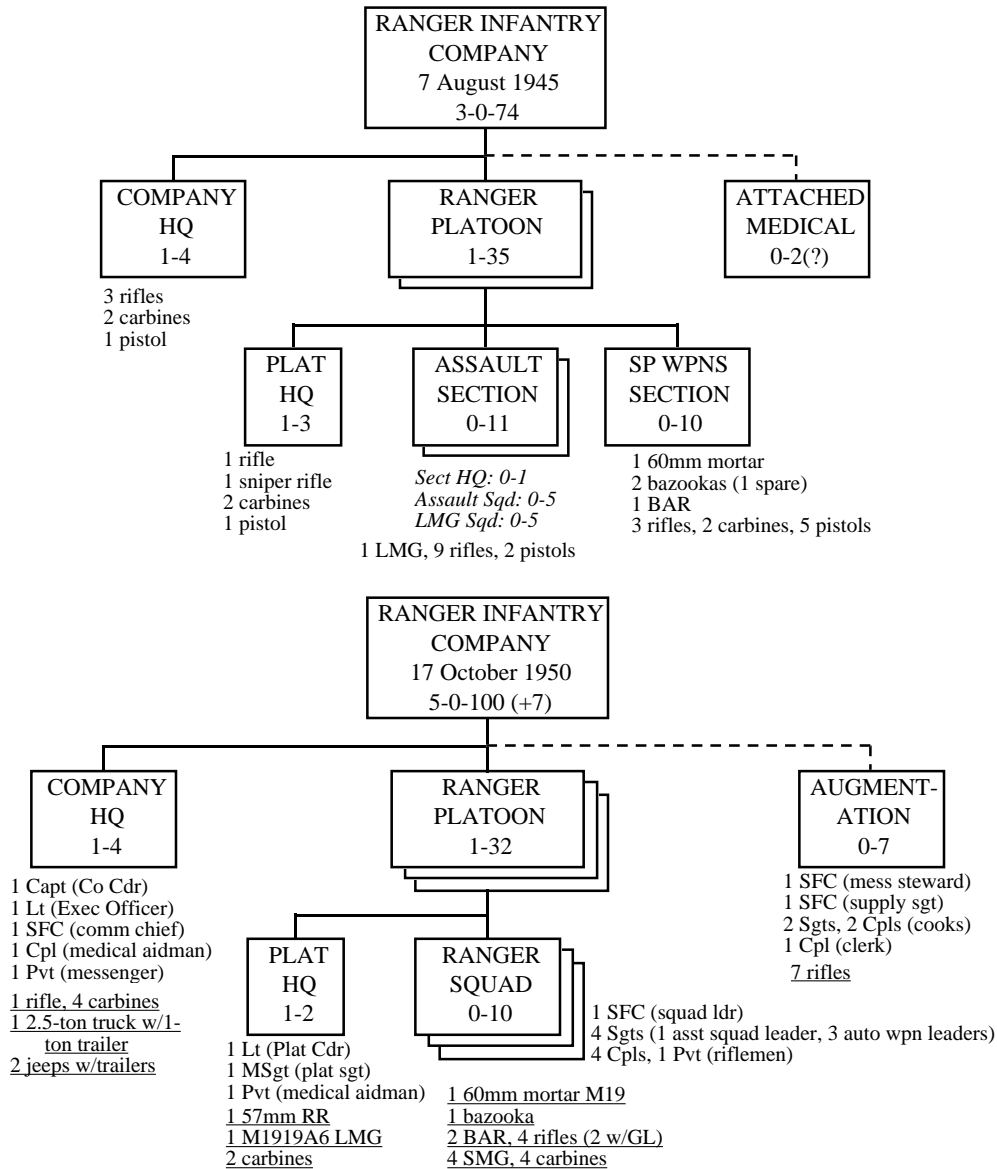 RANGER INFANTRY
COMPANY
7 August 1945
3-0-74
COMPANY
HQ
1-4
3 rifles
2 carbines
1 pistol
RANGER
PLATOON
1-35
ATTACHED
MEDICAL
0-2(?)
PLAT
HQ
1-3
1 rifle
1 sniper rifle
2 carbines
1 pistol
ASSAULT
SECTION
0-11
Sect HQ: 0-1
Assault Sqd: 0-5
LMG Sqd: 0-5
1 LMG, 9 rifles, 2 pistols
SP WPNS
SECTION
0-10
1 60mm mortar
2 bazookas (1 spare)
1 BAR
3 rifles, 2 carbines, 5 pistols
RANGER INFANTRY
COMPANY
17 October 1950
5-0-100 (+7)
COMPANY
HQ
1-4
1 Capt (Co Cdr)
1 Lt (Exec Officer)
1 SFC (comm chief)
1 Cpl (medical aidman)
1 Pvt (messenger)
1 rifle, 4 carbines
1 2.5-ton truck w/1-
ton trailer
2 jeeps w/trailers
RANGER
PLATOON
1-32
AUGMENT-
ATION
0-7
1 SFC (mess steward)
1 SFC (supply sgt)
2 Sgts, 2 Cpls (cooks)
1 Cpl (clerk)
7 rifles
PLAT
HQ
1-2
1 Lt (Plat Cdr)
1 MSgt (plat sgt)
1 Pvt (medical aidman)
1 57mm RR
1 M1919A6 LMG
2 carbines
RANGER
SQUAD
0-10
1 SFC (squad ldr)
4 Sgts (1 asst squad leader, 3 auto wpn leaders)
4 Cpls, 1 Pvt (riflemen)
1 60mm mortar M19
1 bazooka
2 BAR, 4 rifles (2 w/GL)
4 SMG, 4 carbines